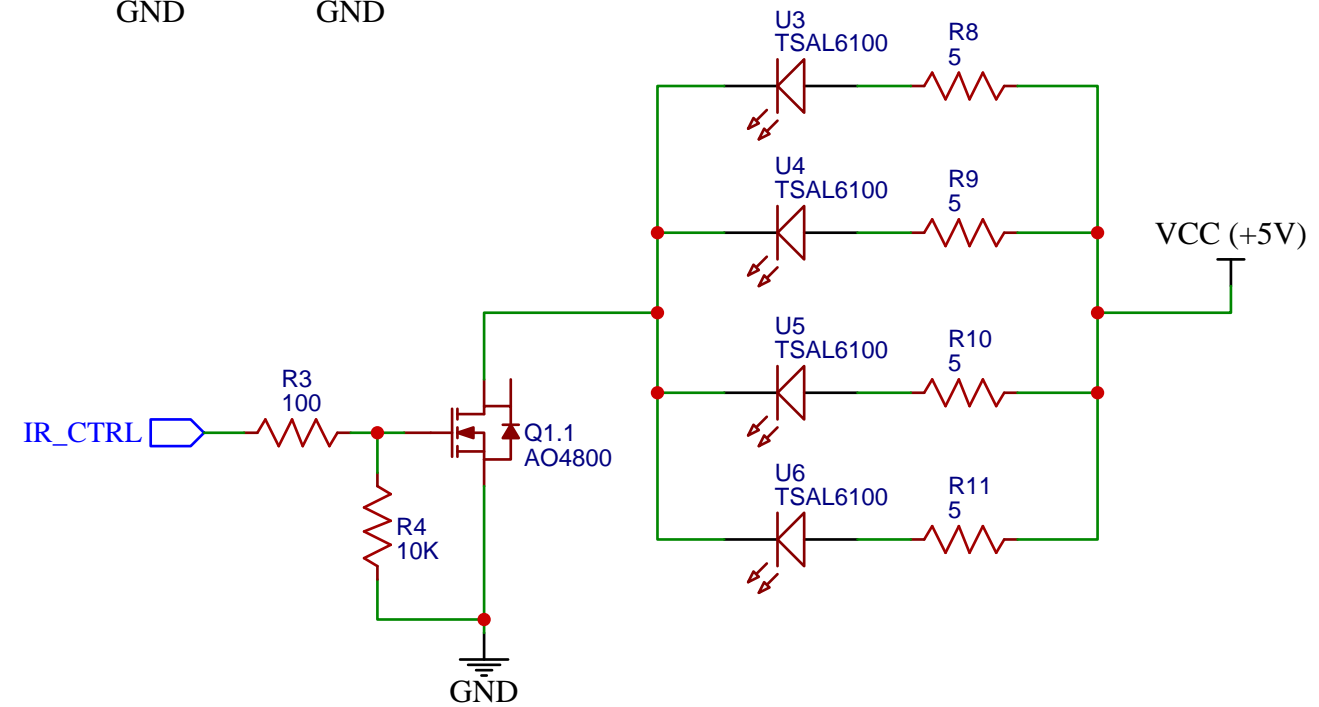 GND
GND
U3
TSAL6100
R8
5
U4
TSAL6100
R9
5
VCC (+5V)
U5
TSAL6100
R10
5
R3
100
IR_CTRL
Q1.1
AO4800
U6
TSAL6100
R11
5
R4
10K
GND